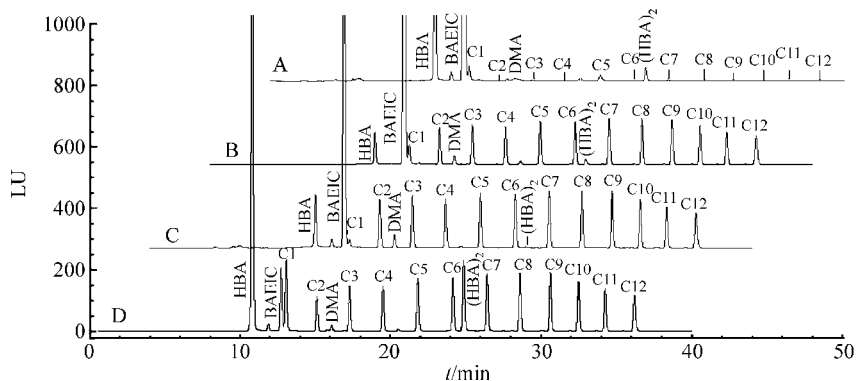 1000
800
600
400
200
0
LU
A
HBA
BAEIC
C1
C2
DMA
C3
C4
C5
C6
(HBA)2
C7
C8
C9
C10
C11
C12
B
HBA
BAEIC
C1
C2
DMA
C3
C4
C5
C6
(HBA)2
C7
C8
C9
C10
C11
C12
C
HBA
BAEIC
C1
C2
DMA
C3
C4
C5
C6
(HBA)2
C7
C8
C9
C10
C11
C12
D
HBA
BAEIC
C1
C2
DMA
C3
C4
C5
C6
(HBA)2
C7
C8
C9
C10
C11
C12
0 10 20 30 40 50
t/min